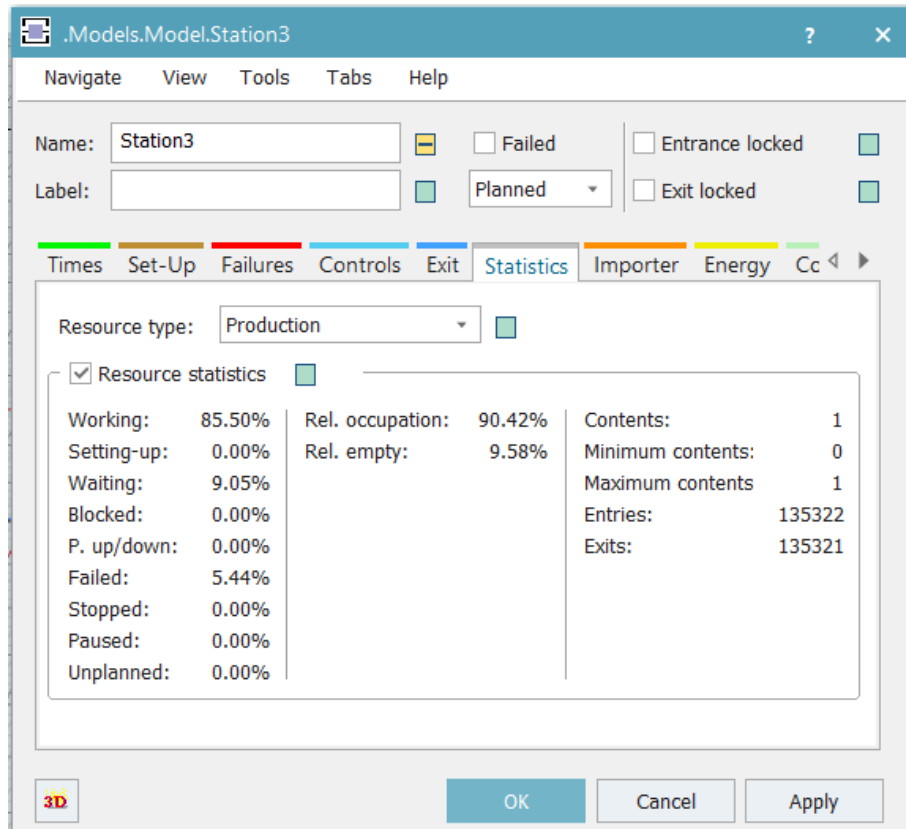 .Models.Model.Station3 ? ×
Navigate View Tools Tabs Help
Name: Station3 Failed Entrance locked
Label: Planned Exit locked
Times Set-Up Failures Controls Exit Statistics Importer Energy Cc
Resource type: Production
Resource statistics
Working: 85.50% Rel. occupation: 90.42% Contents: 1
Setting-up: 0.00% Rel. empty: 9.58% Minimum contents: 0
Waiting: 9.05% Maximum contents 1
Blocked: 0.00% Entries: 135322
P. up/down: 0.00% Exits: 135321
Failed: 5.44%
Stopped: 0.00%
Paused: 0.00%
Unplanned: 0.00%
3D OK Cancel Apply